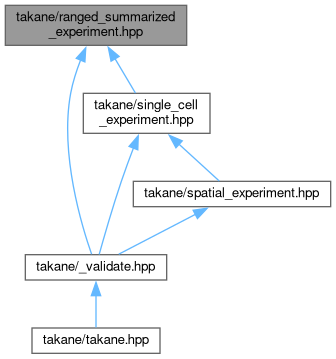 takane/ranged_summarized
_experiment.hpp
takane/single_cell
_experiment.hpp
takane/spatial_experiment.hpp
takane/_validate.hpp
takane/takane.hpp